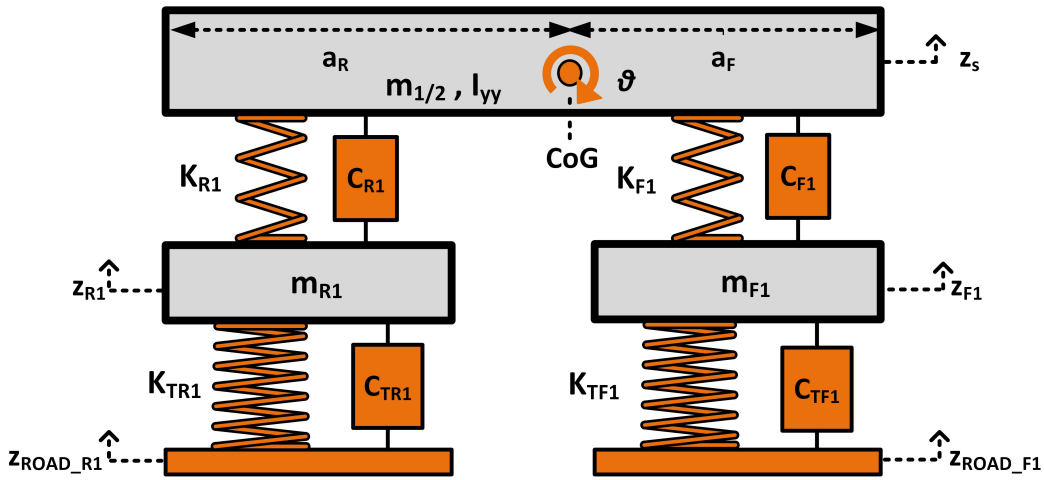 a_R
a_F
z_s
m_1/2 , I_yy
ϑ
CoG
K_R1
C_R1
K_F1
C_F1
z_R1
m_R1
m_F1
z_F1
K_TR1
C_TR1
K_TF1
C_TF1
z_ROAD_R1
z_ROAD_F1